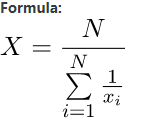 Formula:
X = N / ∑_{i=1}^{N} 1/x_i